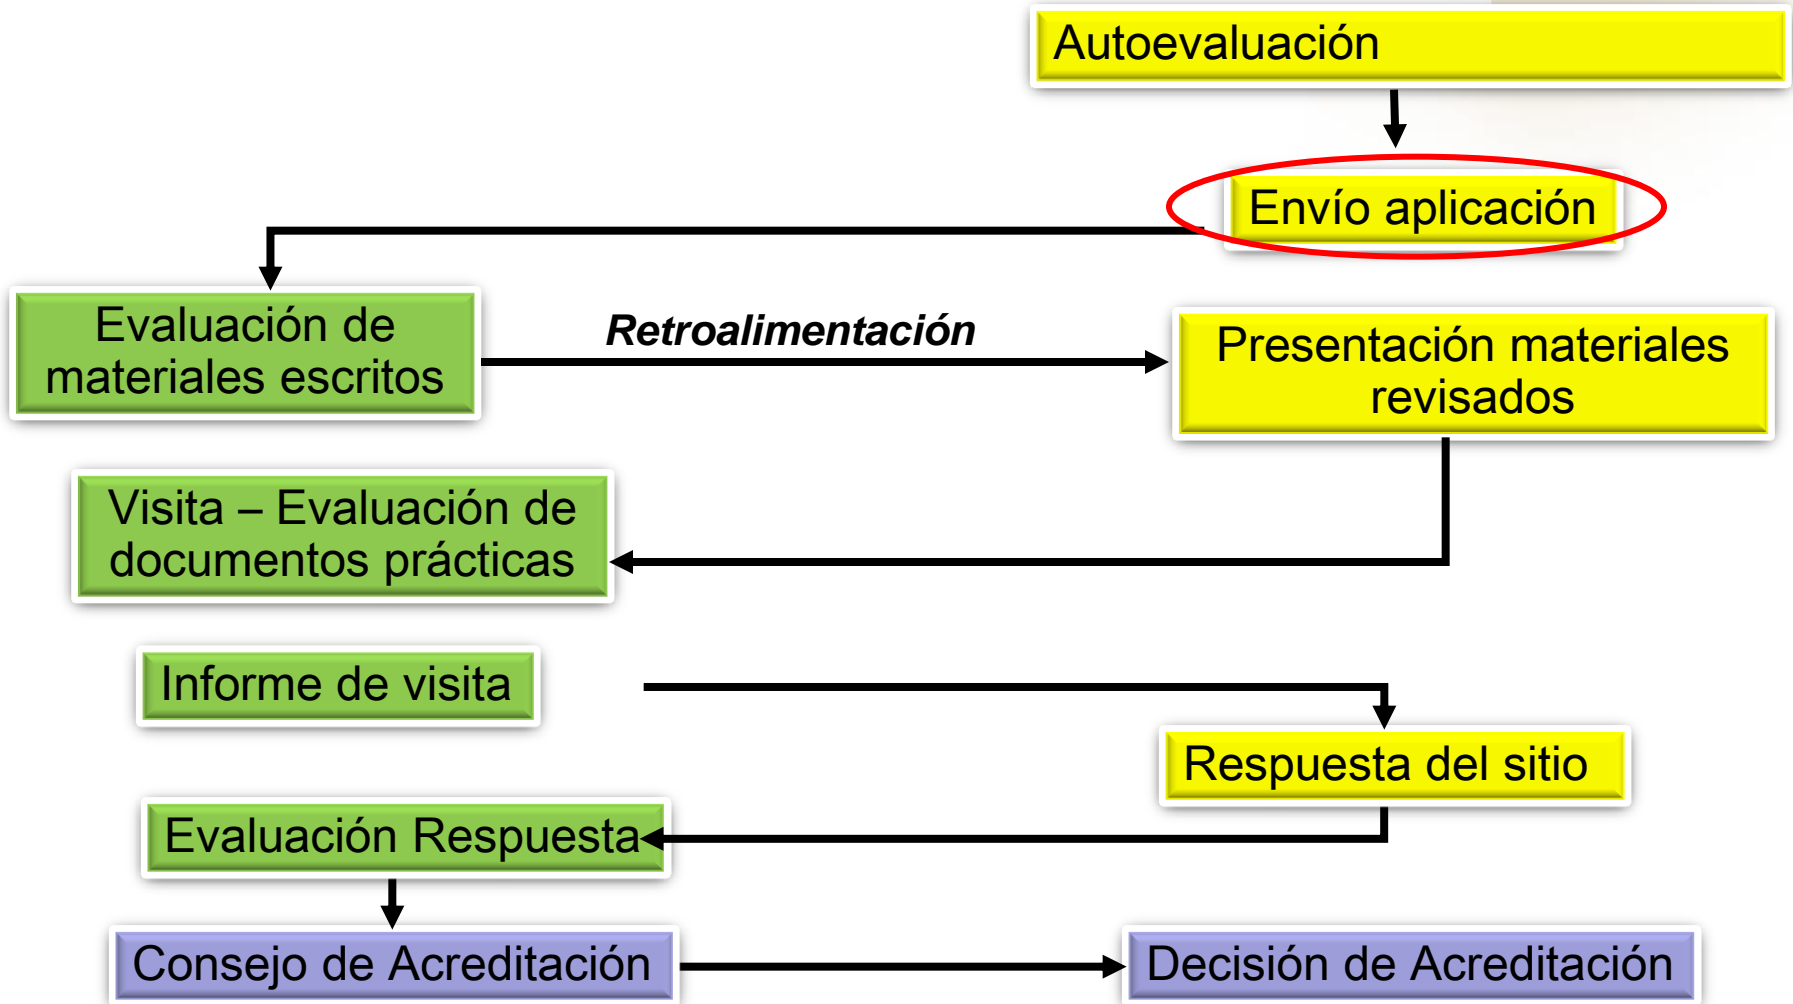 Autoevaluación
Envío aplicación
Evaluación de
materiales escritos
Retroalimentación
Presentación materiales
revisados
Visita – Evaluación de
documentos prácticas
Informe de visita
Respuesta del sitio
Evaluación Respuesta
Consejo de Acreditación
Decisión de Acreditación